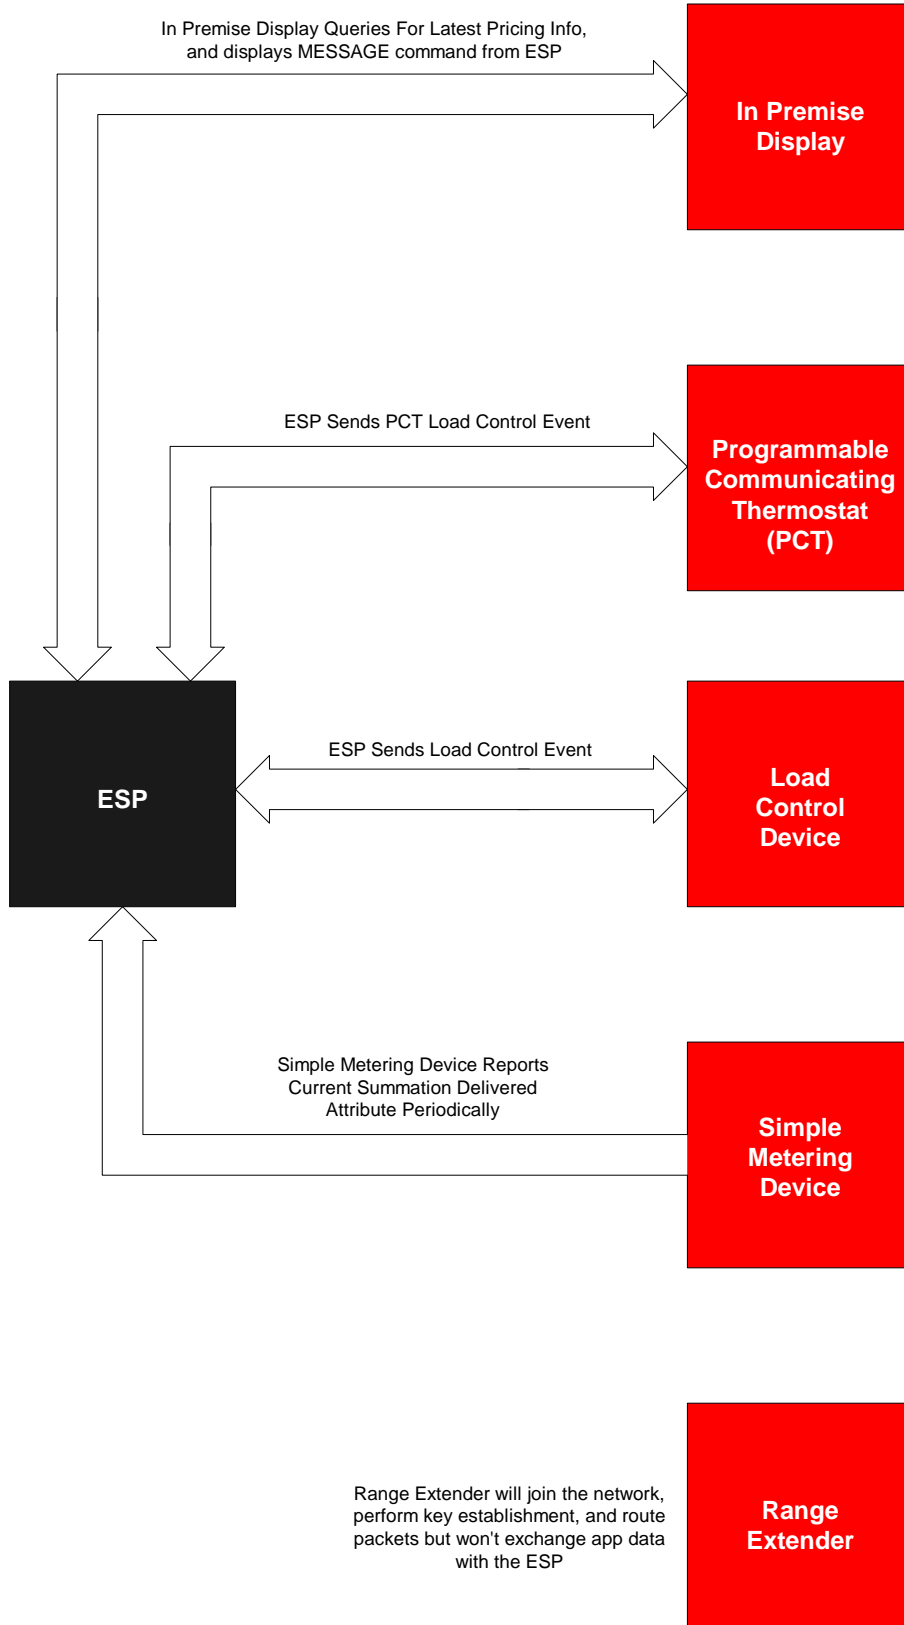 In Premise Display Queries For Latest Pricing Info,
and displays MESSAGE command from ESP
In Premise
Display
ESP Sends PCT Load Control Event
Programmable
Communicating
Thermostat
(PCT)
ESP Sends Load Control Event
ESP
Load
Control
Device
Simple Metering Device Reports
Current Summation Delivered
Attribute Periodically
Simple
Metering
Device
Range Extender will join the network,
perform key establishment, and route
packets but won't exchange app data
with the ESP
Range
Extender